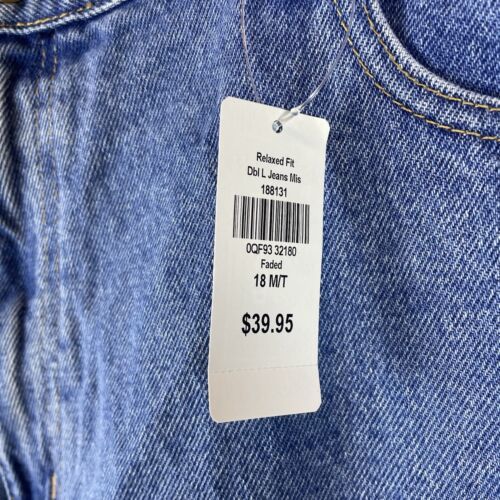 Relaxed Fit
Dbl L Jeans Mis
188131
0QF93 32180
Faded
18 M/T
$39.95